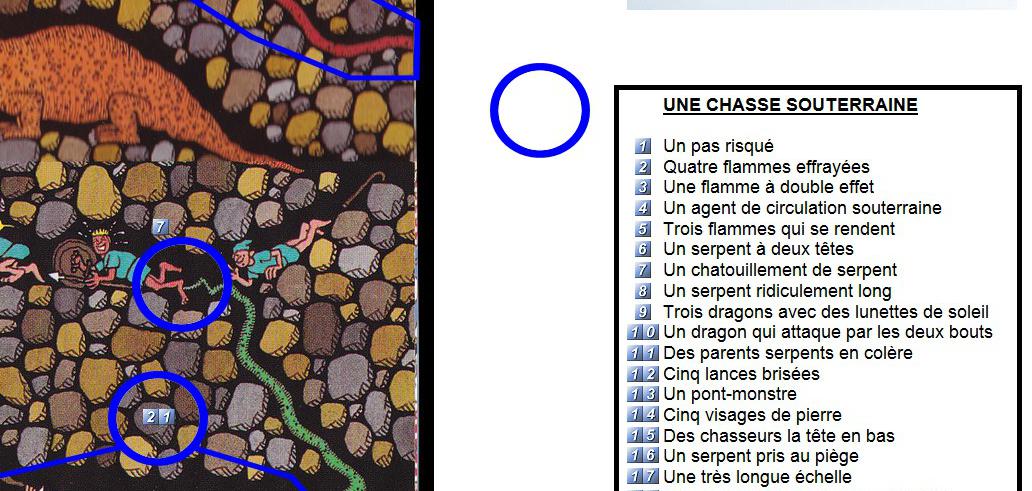 UNE CHASSE SOUTERRAINE
1 Un pas risqué
2 Quatre flammes effrayées
3 Une flamme à double effet
4 Un agent de circulation souterraine
5 Trois flammes qui se rendent
6 Un serpent à deux têtes
7 Un chatouillement de serpent
8 Un serpent ridiculement long
9 Trois dragons avec des lunettes de soleil
10 Un dragon qui attaque par les deux bouts
11 Des parents serpents en colère
12 Cinq lances brisées
13 Un pont-monstre
14 Cinq visages de pierre
15 Des chasseurs la tête en bas
16 Un serpent pris au piège
17 Une très longue échelle
7
21